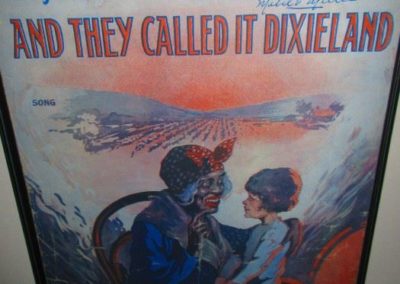 AND THEY CALLED IT DIXIELAND
SONG